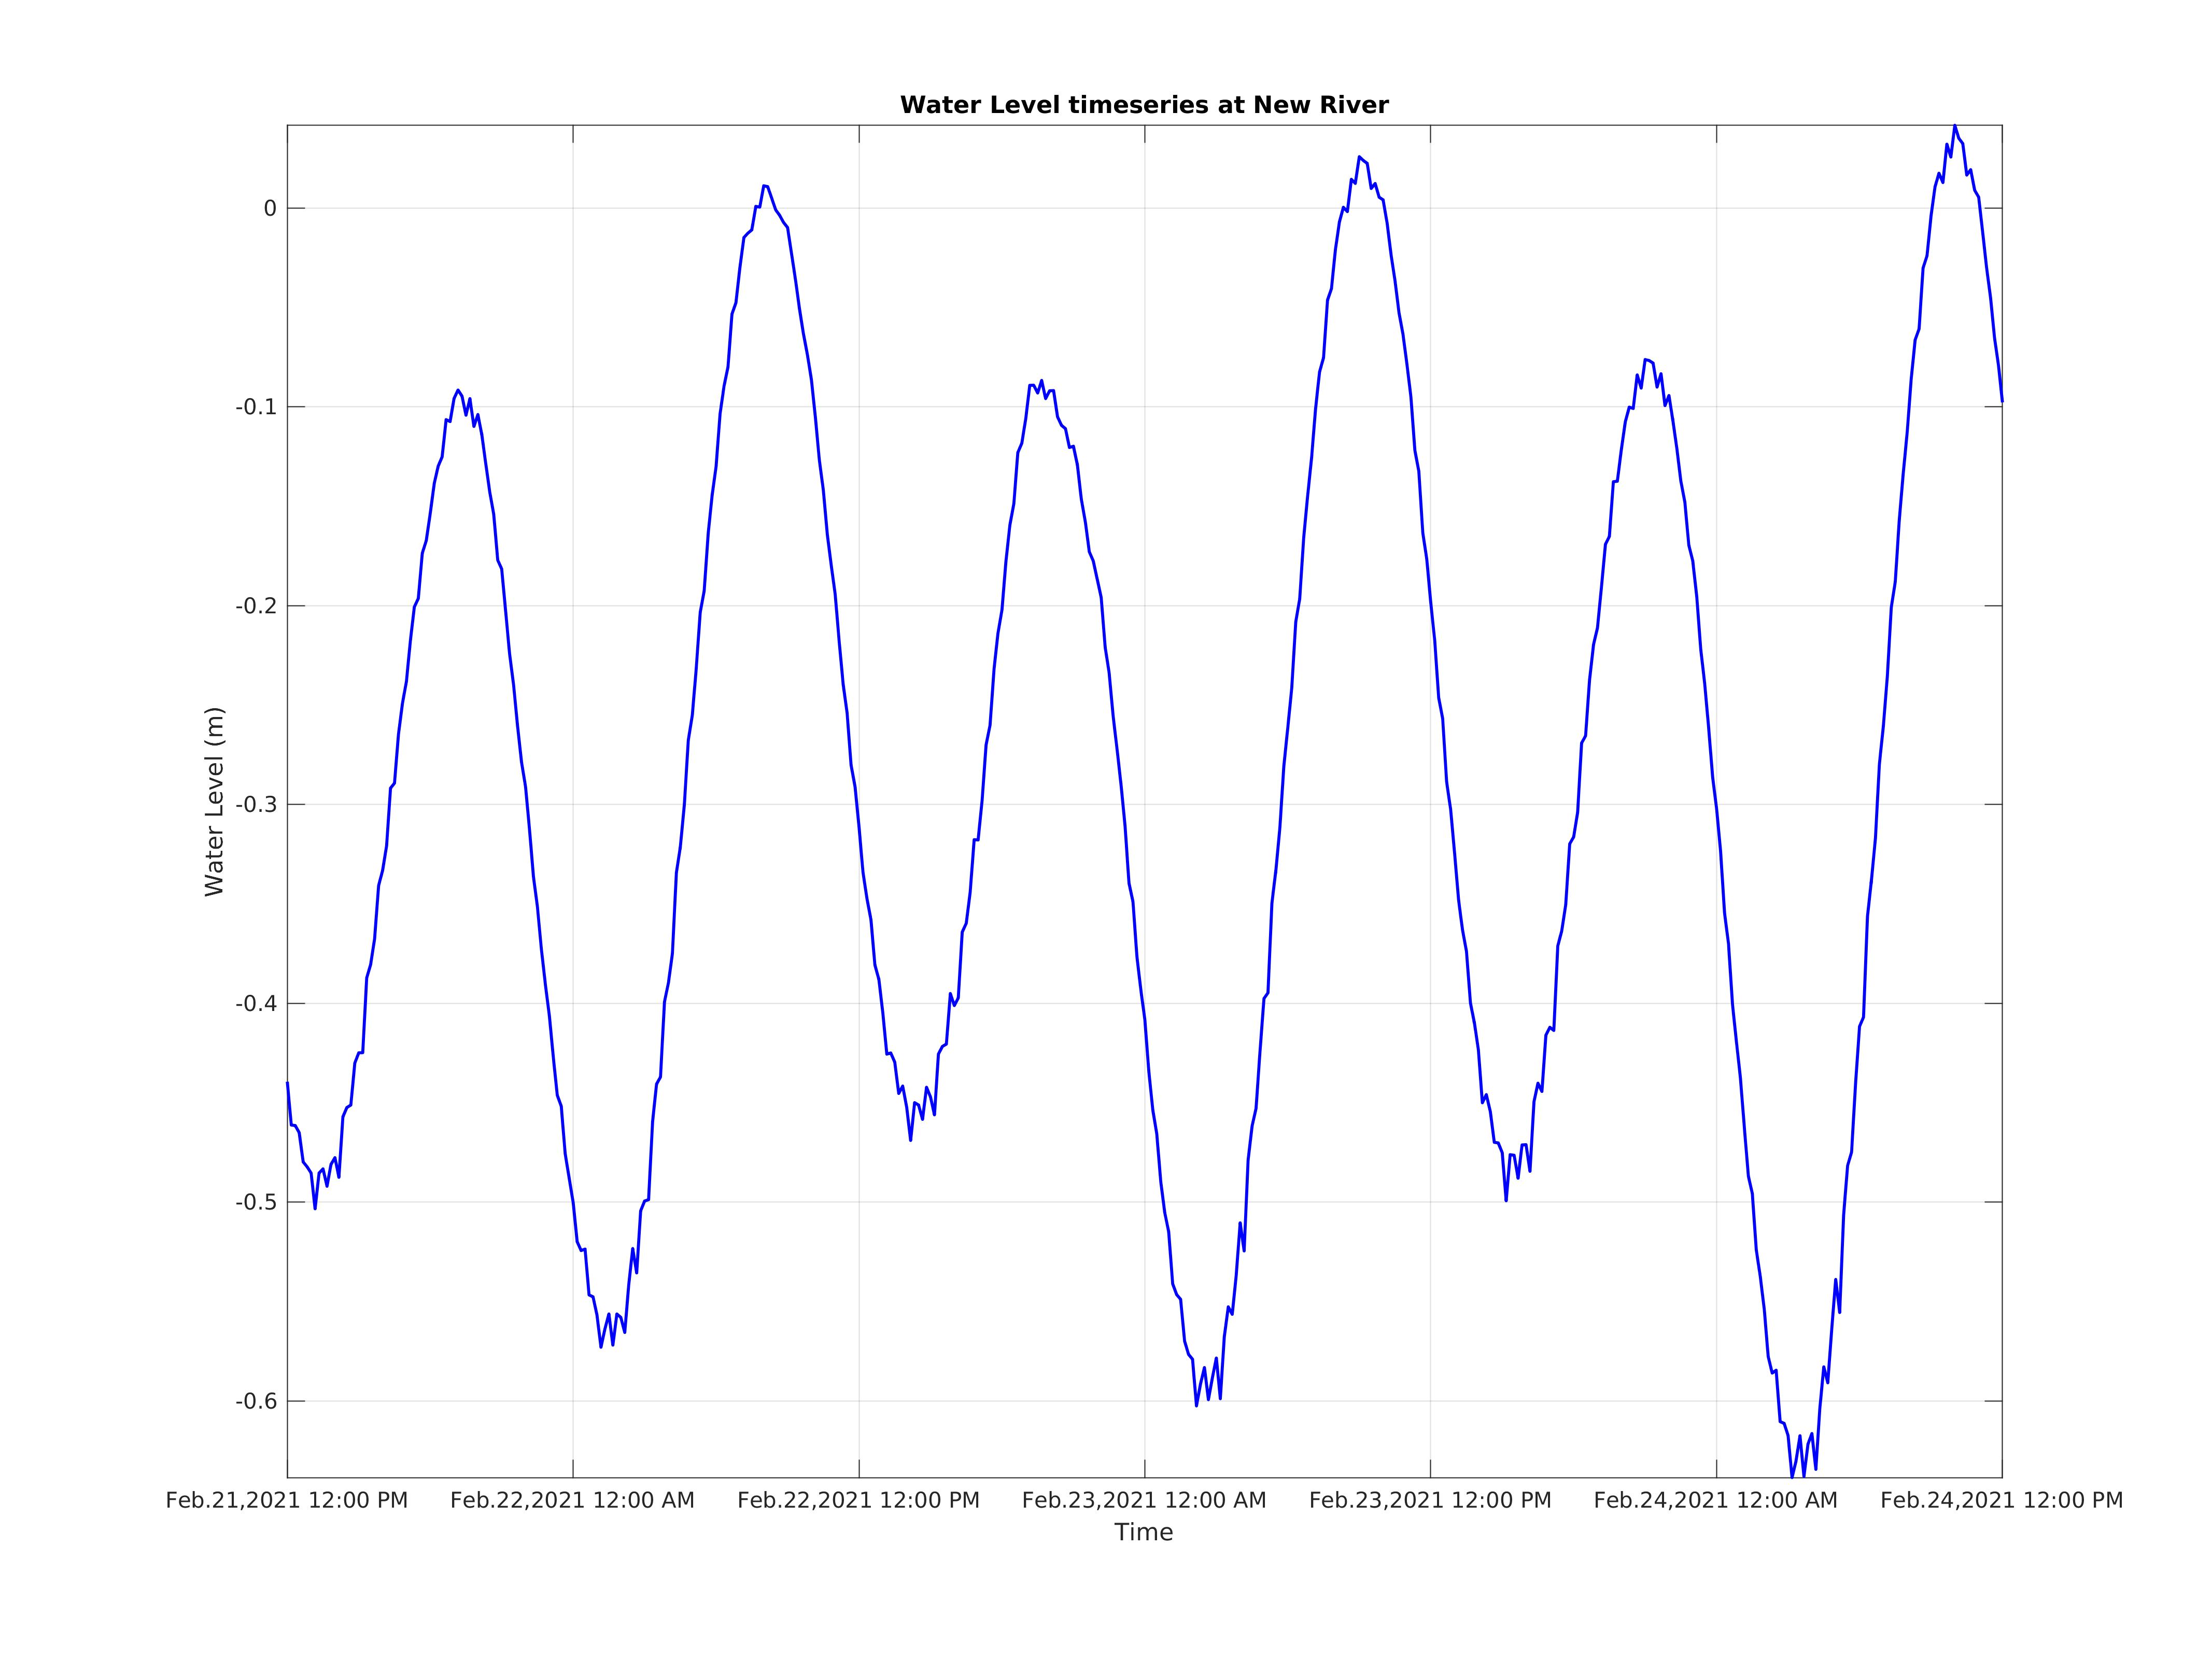 Water Level timeseries at New River
0
-0.1
-0.2
-0.3
-0.4
-0.5
-0.6
Water Level (m)
Feb.21,2021 12:00 PM
Feb.22,2021 12:00 AM
Feb.22,2021 12:00 PM
Feb.23,2021 12:00 AM
Feb.23,2021 12:00 PM
Feb.24,2021 12:00 AM
Feb.24,2021 12:00 PM
Time